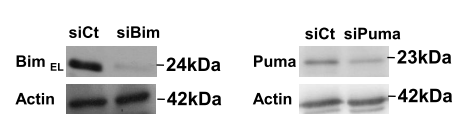 siCt siBim
Bim EL 24kDa
Actin 42kDa
siCt siPuma
Puma 23kDa
Actin 42kDa